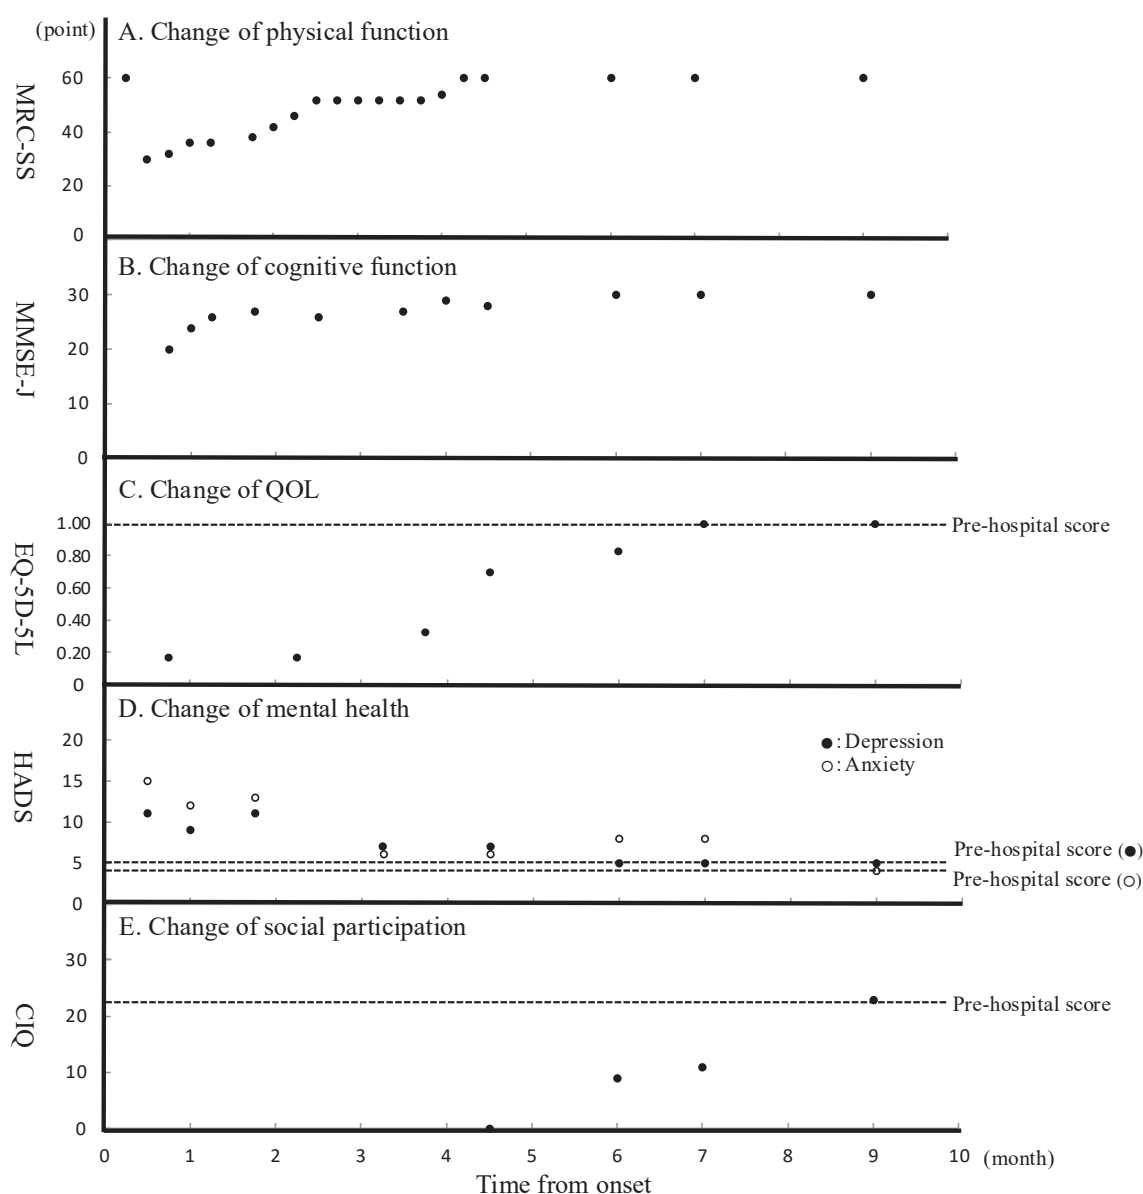 (point)
A. Change of physical function
MRC-SS
60
40
20
0
B. Change of cognitive function
MMSE-J
30
20
10
0
C. Change of QOL
EQ-5D-5L
1.00
0.80
0.60
0.40
0.20
0
Pre-hospital score
D. Change of mental health
HADS
20
15
10
5
0
●: Depression
○: Anxiety
Pre-hospital score (●)
Pre-hospital score (○)
E. Change of social participation
CIQ
30
20
10
0
Pre-hospital score
0 1 2 3 4 5 6 7 8 9 10 (month)
Time from onset